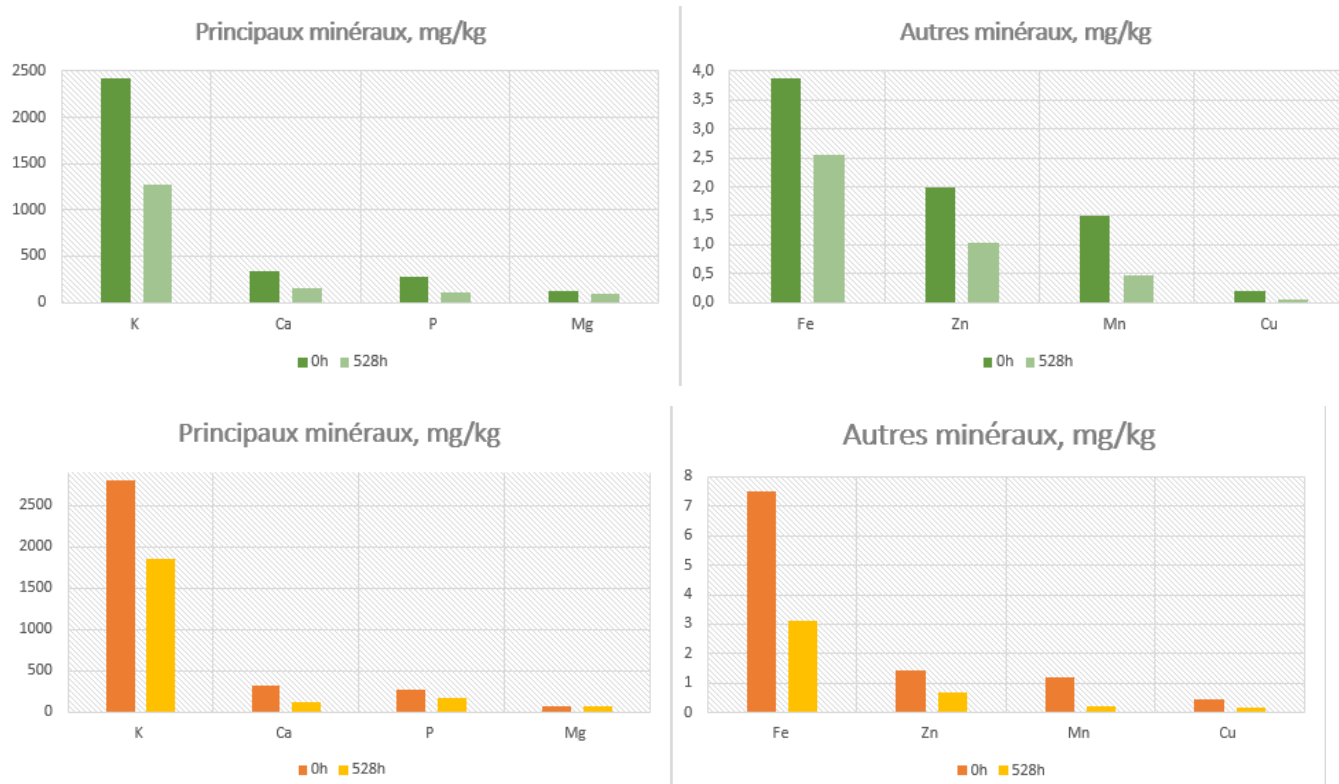 Principaux minéraux, mg/kg
2500
2000
1500
1000
500
0
K Ca P Mg
0h 528h
Autres minéraux, mg/kg
4,0
3,5
3,0
2,5
2,0
1,5
1,0
0,5
0,0
Fe Zn Mn Cu
0h 528h
Principaux minéraux, mg/kg
2500
2000
1500
1000
500
0
K Ca P Mg
0h 528h
Autres minéraux, mg/kg
8
7
6
5
4
3
2
1
0
Fe Zn Mn Cu
0h 528h